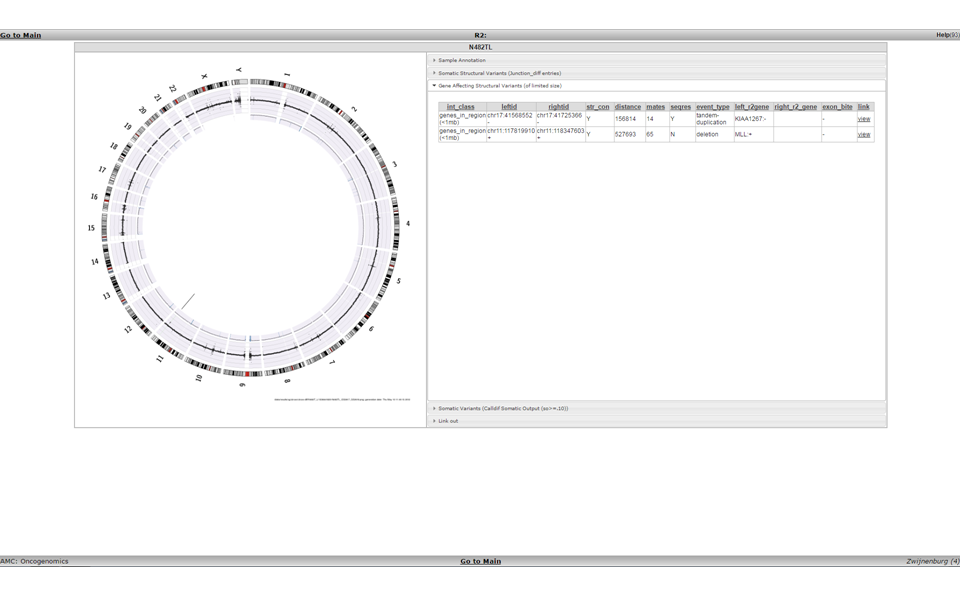 Go to Main R2: Help(93)
N482TL
Sample Annotation
Somatic Structural Variants (Junction_diff entries)
Gene Affecting Structural Variants (of limited size)
int_class leftid rightid str_con distance mates seqres event_type left_r2gene right_r2_gene exon_bite link
genes_in_region chr17:41568552 chr17:41725366 Y 156814 14 Y tandem- KIAA1267:- - view
(<1mb) - - duplication
genes_in_region chr11:117819910 chr11:118347603 Y 527693 65 N deletion MLL:+ - view
(<1mb) + +
Somatic Variants (Calldif Somatic Output (so>=.10))
Link out
1
2
3
4
5
6
7
8
9
10
11
12
13
14
15
16
17
18
19
20
21
22
X
Y
AMC: Oncogenomics Go to Main Zwijnenburg (4)